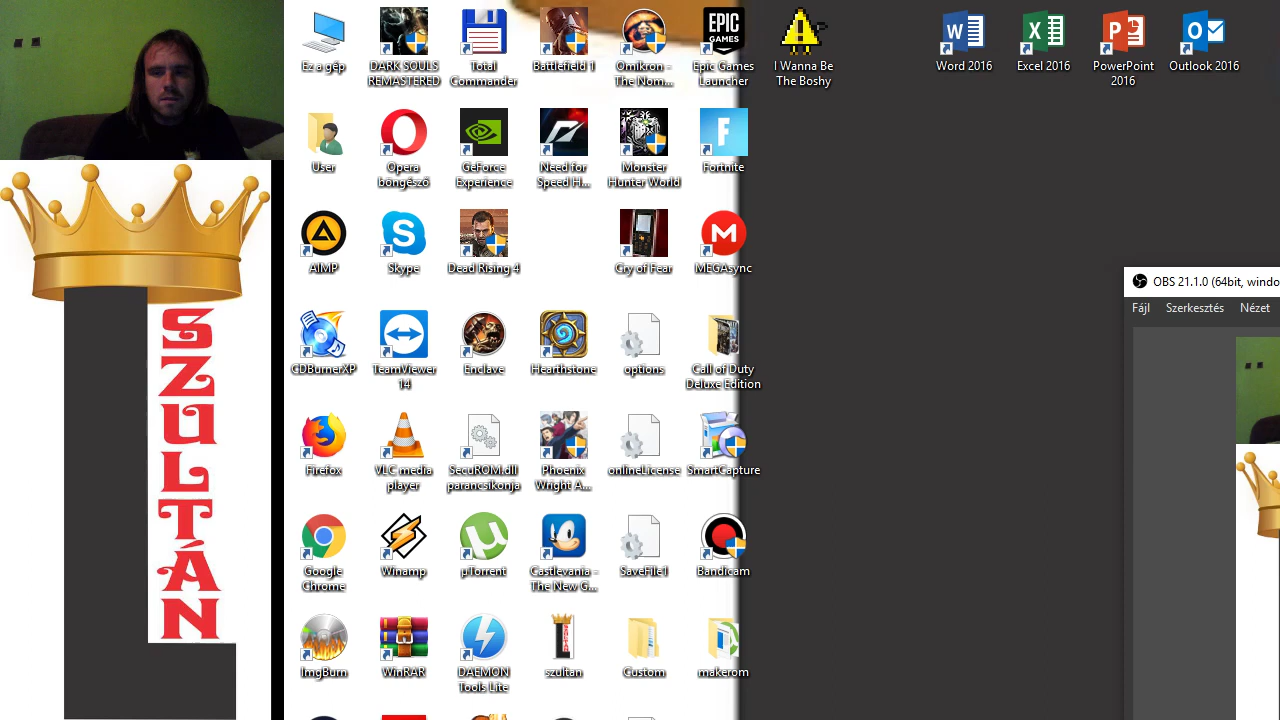 Ez a gép
DARK SOULS
REMASTERED
Total
Commander
Battlefield 1
Omikron -
The Nom...
EPIC
GAMES
Epic Games
Launcher
I Wanna Be
The Boshy
Word 2016
Excel 2016
PowerPoint
2016
Outlook 2016
User
Opera
böngésző
GeForce
Experience
Need for
Speed H...
Monster
Hunter World
Fortnite
AIMP
Skype
Dead Rising 4
Cry of Fear
MEGAsync
OBS 21.1.0 (64bit, windo
Fájl Szerkesztés Nézet
CDBurnerXP
TeamViewer
14
Enclave
Hearthstone
options
Call of Duty
Deluxe Edition
Firefox
VLC media
player
SecuROM.dll
parancsikonja
Phoenix
Wright A...
onlineLicense
SmartCapture
Google
Chrome
Winamp
µTorrent
Castlevania -
The New G...
SaveFile1
Bandicam
ImgBurn
WinRAR
DAEMON
Tools Lite
szultan
Custom
makerom
SZULTÁN